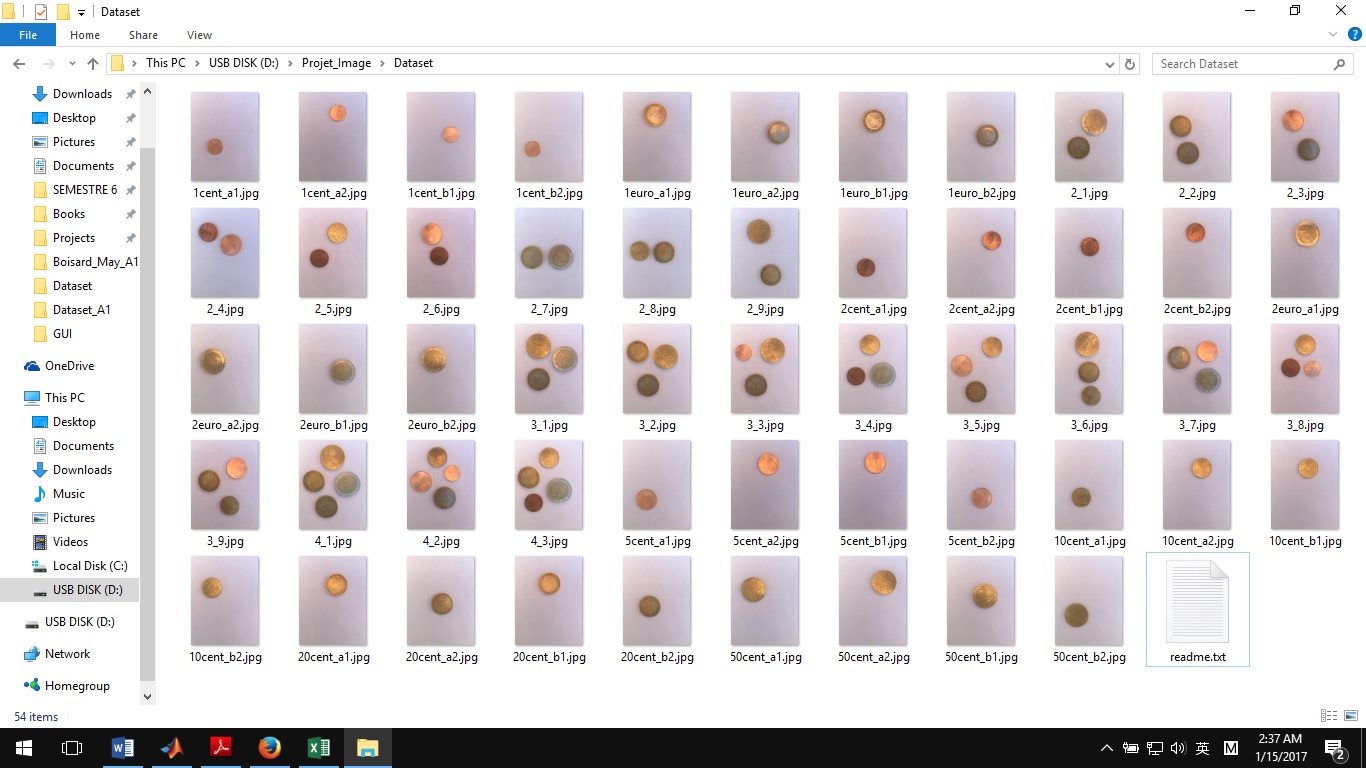 Dataset
File Home Share View
This PC USB DISK (D:) Projet_Image Dataset
Search Dataset
Downloads
Desktop
Pictures
Documents
SEMESTRE 6
Books
Projects
Boisard_May_A1
Dataset
Dataset_A1
GUI
OneDrive
This PC
Desktop
Documents
Downloads
Music
Pictures
Videos
Local Disk (C:)
USB DISK (D:)
USB DISK (D:)
Network
Homegroup
1cent_a1.jpg 1cent_a2.jpg 1cent_b1.jpg 1cent_b2.jpg 1euro_a1.jpg 1euro_a2.jpg 1euro_b1.jpg 1euro_b2.jpg 2_1.jpg 2_2.jpg 2_3.jpg
2_4.jpg 2_5.jpg 2_6.jpg 2_7.jpg 2_8.jpg 2_9.jpg 2cent_a1.jpg 2cent_a2.jpg 2cent_b1.jpg 2cent_b2.jpg 2euro_a1.jpg
2euro_a2.jpg 2euro_b1.jpg 2euro_b2.jpg 3_1.jpg 3_2.jpg 3_3.jpg 3_4.jpg 3_5.jpg 3_6.jpg 3_7.jpg 3_8.jpg
3_9.jpg 4_1.jpg 4_2.jpg 4_3.jpg 5cent_a1.jpg 5cent_a2.jpg 5cent_b1.jpg 5cent_b2.jpg 10cent_a1.jpg 10cent_a2.jpg 10cent_b1.jpg
10cent_b2.jpg 20cent_a1.jpg 20cent_a2.jpg 20cent_b1.jpg 20cent_b2.jpg 50cent_a1.jpg 50cent_a2.jpg 50cent_b1.jpg 50cent_b2.jpg readme.txt
54 items
英 M 2:37 AM
1/15/2017
2